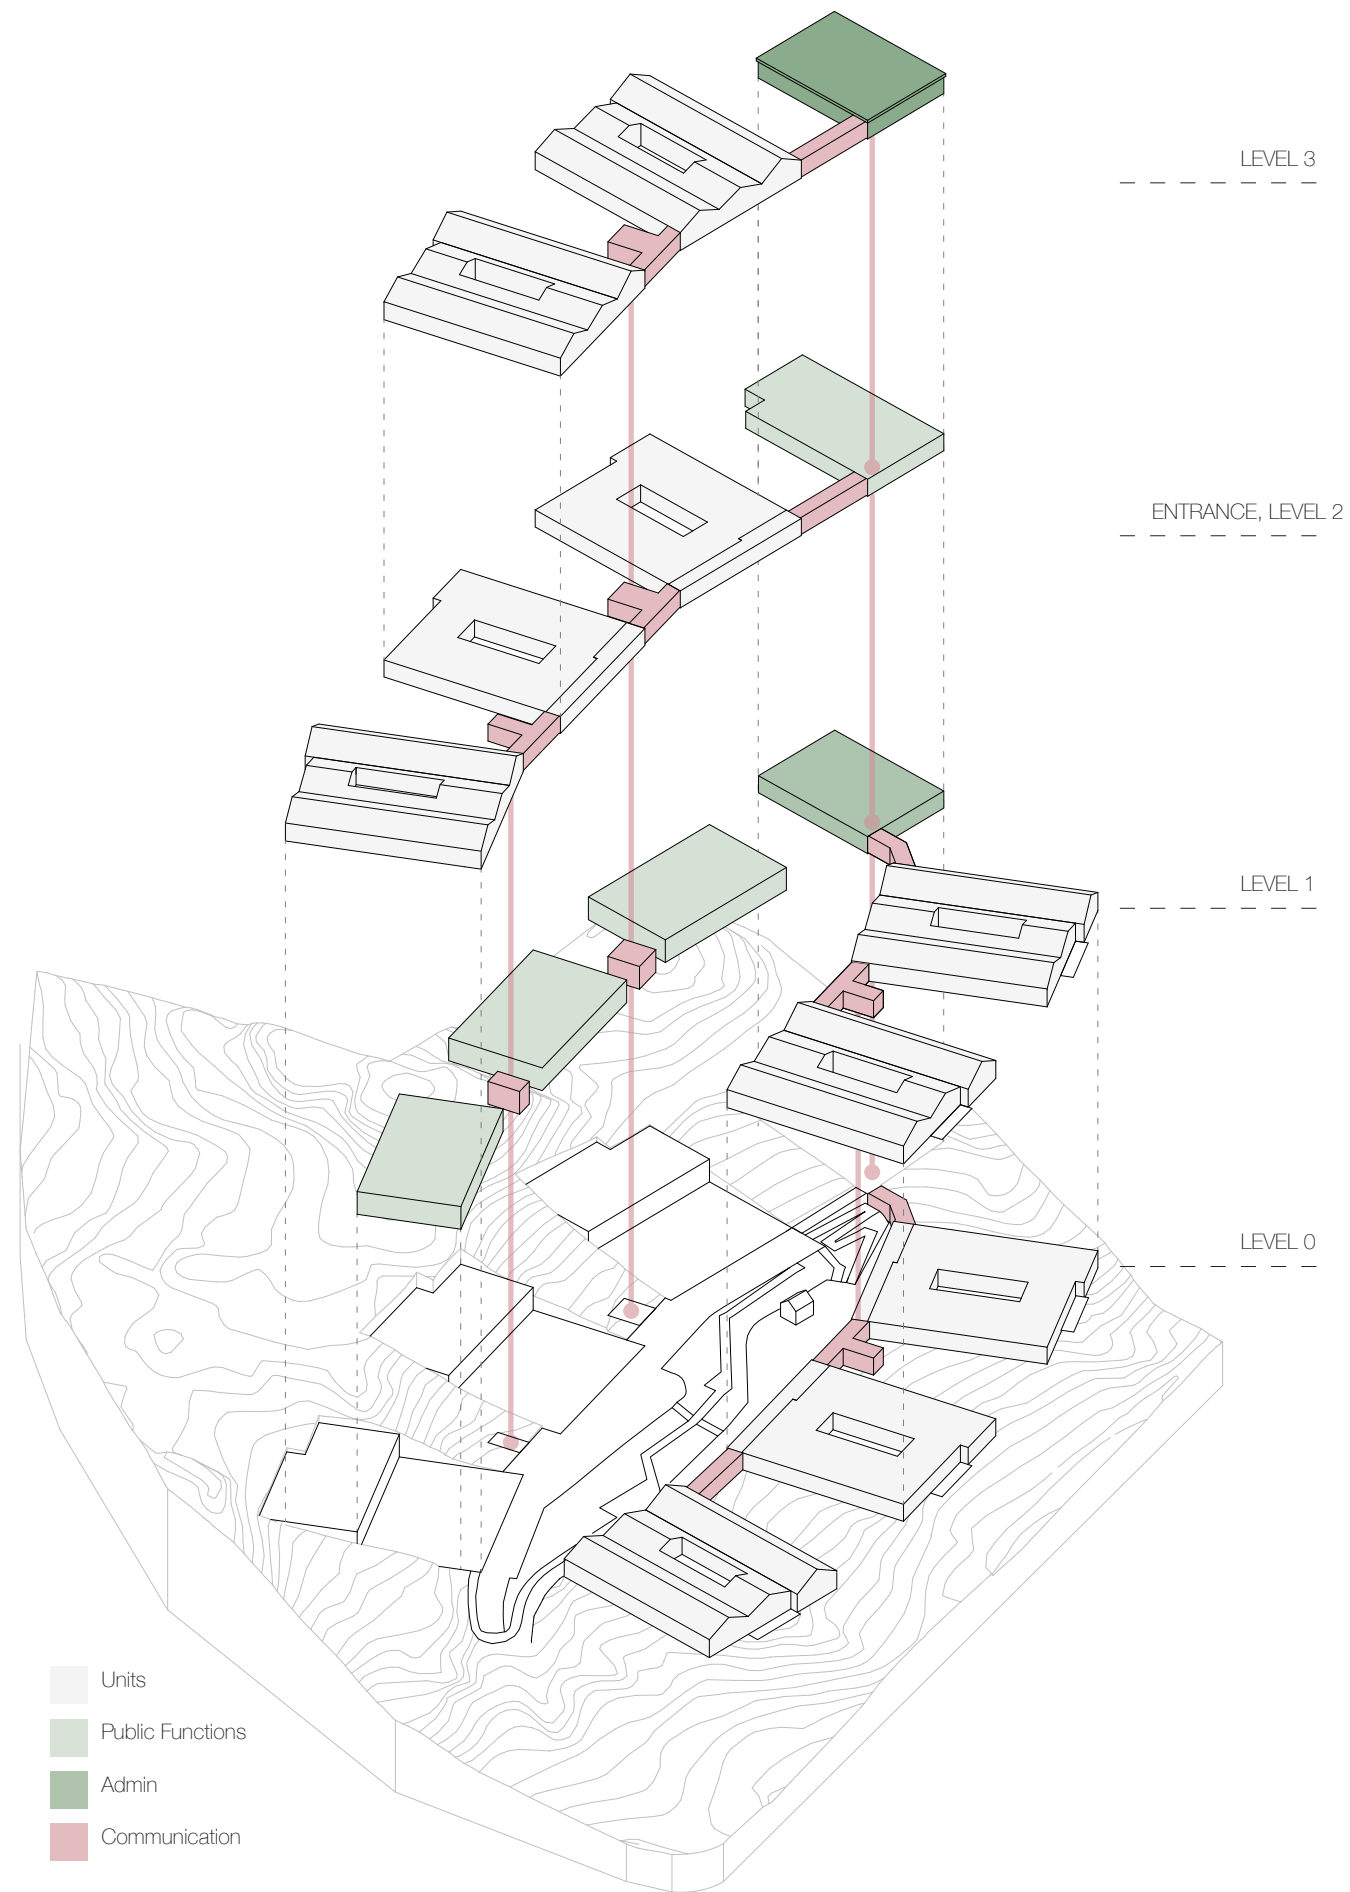 LEVEL 3
ENTRANCE, LEVEL 2
LEVEL 1
LEVEL 0
Units
Public Functions
Admin
Communication